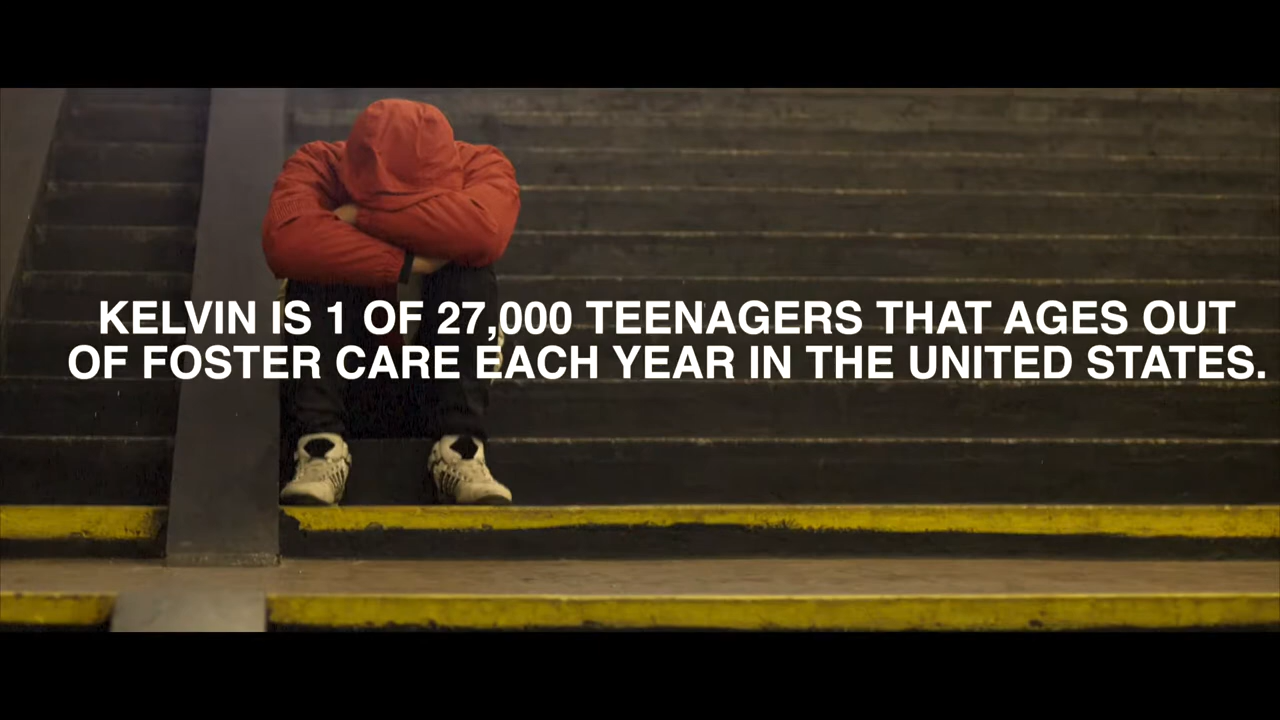 KELVIN IS 1 OF 27,000 TEENAGERS THAT AGES OUT
OF FOSTER CARE EACH YEAR IN THE UNITED STATES.